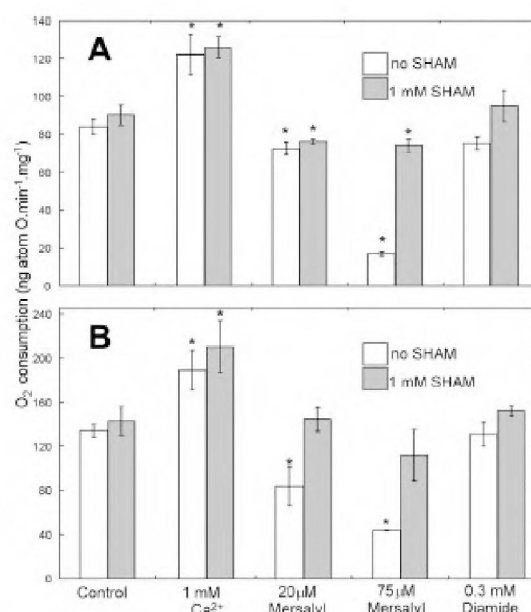 A
no SHAM
1 mM SHAM
140
120
100
80
60
40
20
0
O2 consumption (ng atom O.min-1.mg-1)
B
no SHAM
1 mM SHAM
240
200
160
120
80
40
0
Control
1 mM
Ca2+
20µM
Mersalyl
75µM
Mersalyl
0.3 mM
Diamide